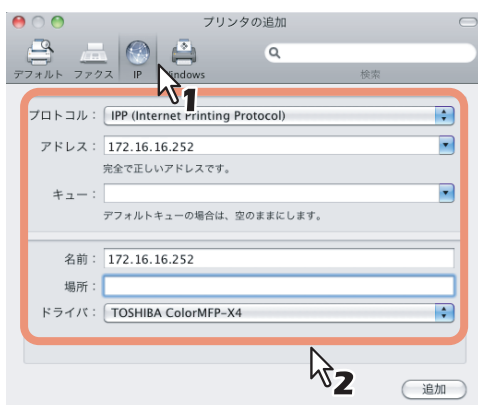 プリンタの追加
デフォルト ファクス IP Windows 検索
1
プロトコル： IPP (Internet Printing Protocol)
アドレス： 172.16.16.252
完全で正しいアドレスです。
キュー：
デフォルトキューの場合は、空のままにします。
名前： 172.16.16.252
場所：
ドライバ： TOSHIBA ColorMFP-X4
2
追加